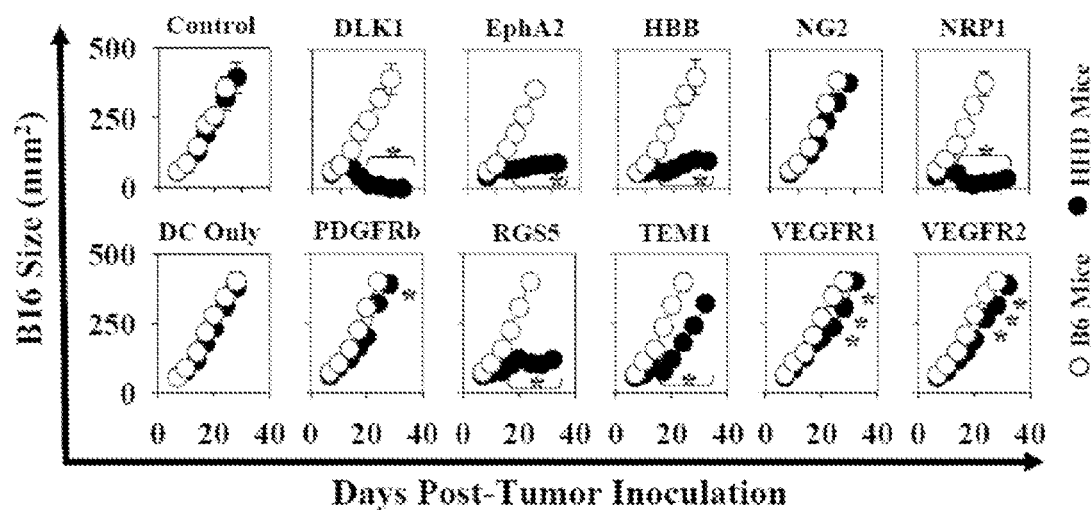 Control DLK1 EphA2 HBB NG2 NRP1
500
250
0
* * * *
DC Only PDGFRb RGS5 TEM1 VEGFR1 VEGFR2
500
250
0
* * * * * * * * *
0 20 40 0 20 40 0 20 40 0 20 40 0 20 40 0 20 40
Days Post-Tumor Inoculation
B16 Size (mm²)
○ B6 Mice ● HHD Mice